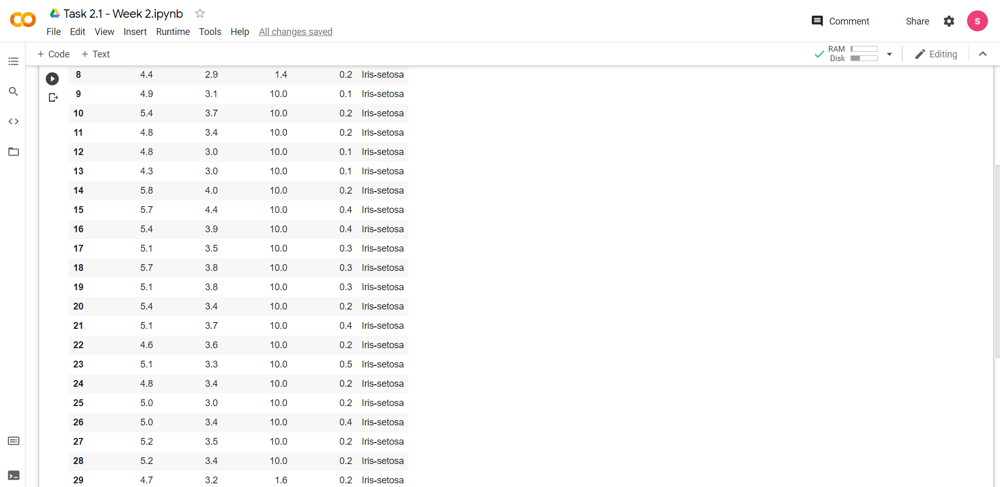 Task 2.1 - Week 2.ipynb
File Edit View Insert Runtime Tools Help All changes saved
Comment Share S
+ Code + Text
RAM
Disk
Editing
8 4.4 2.9 1.4 0.2 Iris-setosa
9 4.9 3.1 10.0 0.1 Iris-setosa
10 5.4 3.7 10.0 0.2 Iris-setosa
11 4.8 3.4 10.0 0.2 Iris-setosa
12 4.8 3.0 10.0 0.1 Iris-setosa
13 4.3 3.0 10.0 0.1 Iris-setosa
14 5.8 4.0 10.0 0.2 Iris-setosa
15 5.7 4.4 10.0 0.4 Iris-setosa
16 5.4 3.9 10.0 0.4 Iris-setosa
17 5.1 3.5 10.0 0.3 Iris-setosa
18 5.7 3.8 10.0 0.3 Iris-setosa
19 5.1 3.8 10.0 0.3 Iris-setosa
20 5.4 3.4 10.0 0.2 Iris-setosa
21 5.1 3.7 10.0 0.4 Iris-setosa
22 4.6 3.6 10.0 0.2 Iris-setosa
23 5.1 3.3 10.0 0.5 Iris-setosa
24 4.8 3.4 10.0 0.2 Iris-setosa
25 5.0 3.0 10.0 0.2 Iris-setosa
26 5.0 3.4 10.0 0.4 Iris-setosa
27 5.2 3.5 10.0 0.2 Iris-setosa
28 5.2 3.4 10.0 0.2 Iris-setosa
29 4.7 3.2 1.6 0.2 Iris-setosa